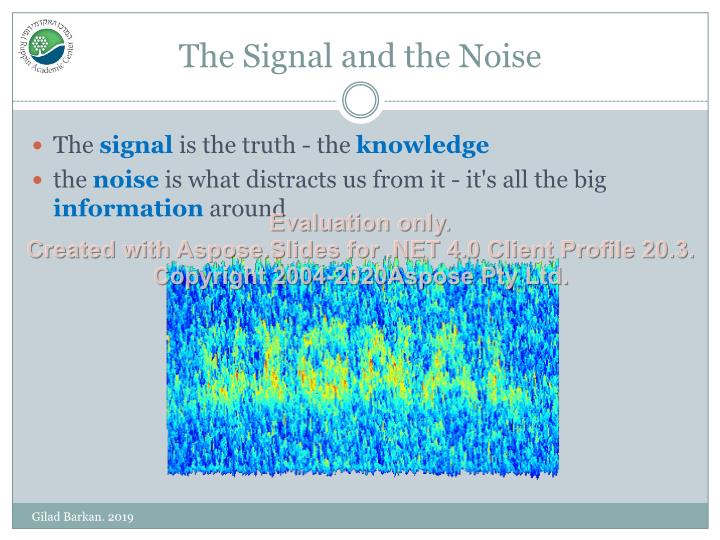 המרכז האקדמי רופין
Ruppin Academic Center
The Signal and the Noise
The signal is the truth - the knowledge
the noise is what distracts us from it - it's all the big
information around
Evaluation only.
Created with Aspose.Slides for .NET 4.0 Client Profile 20.3.
Copyright 2004-2020Aspose Pty Ltd.
SIGNAL
Gilad Barkan. 2019